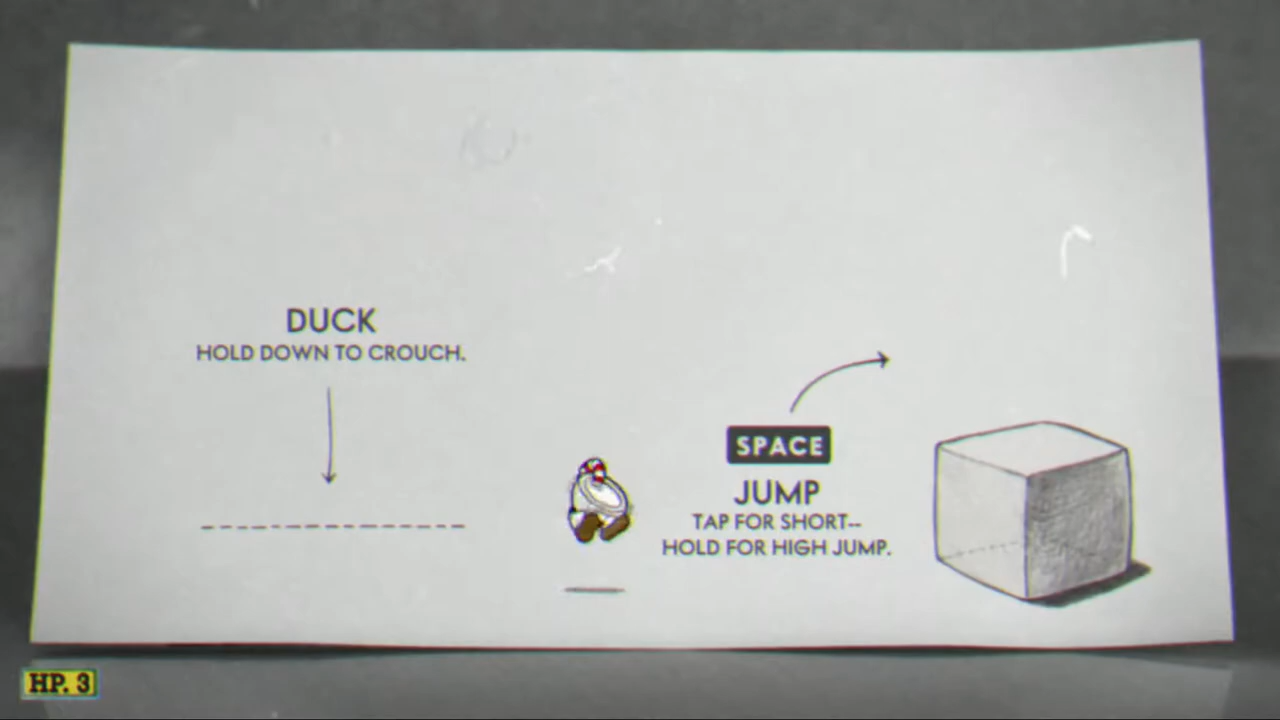 DUCK
HOLD DOWN TO CROUCH.
SPACE
JUMP
TAP FOR SHORT--
HOLD FOR HIGH JUMP.
HP. 3